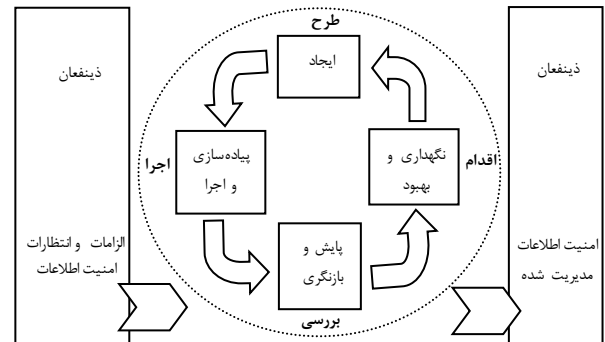 طرح
ایجاد
ذینفعان
ذینفعان
پیاده‌سازی
و اجرا
اجرا
نگهداری و
بهبود
اقدام
الزامات و انتظارات
امنیت اطلاعات
پایش و
بازنگری
امنیت اطلاعات
مدیریت شده
بررسی